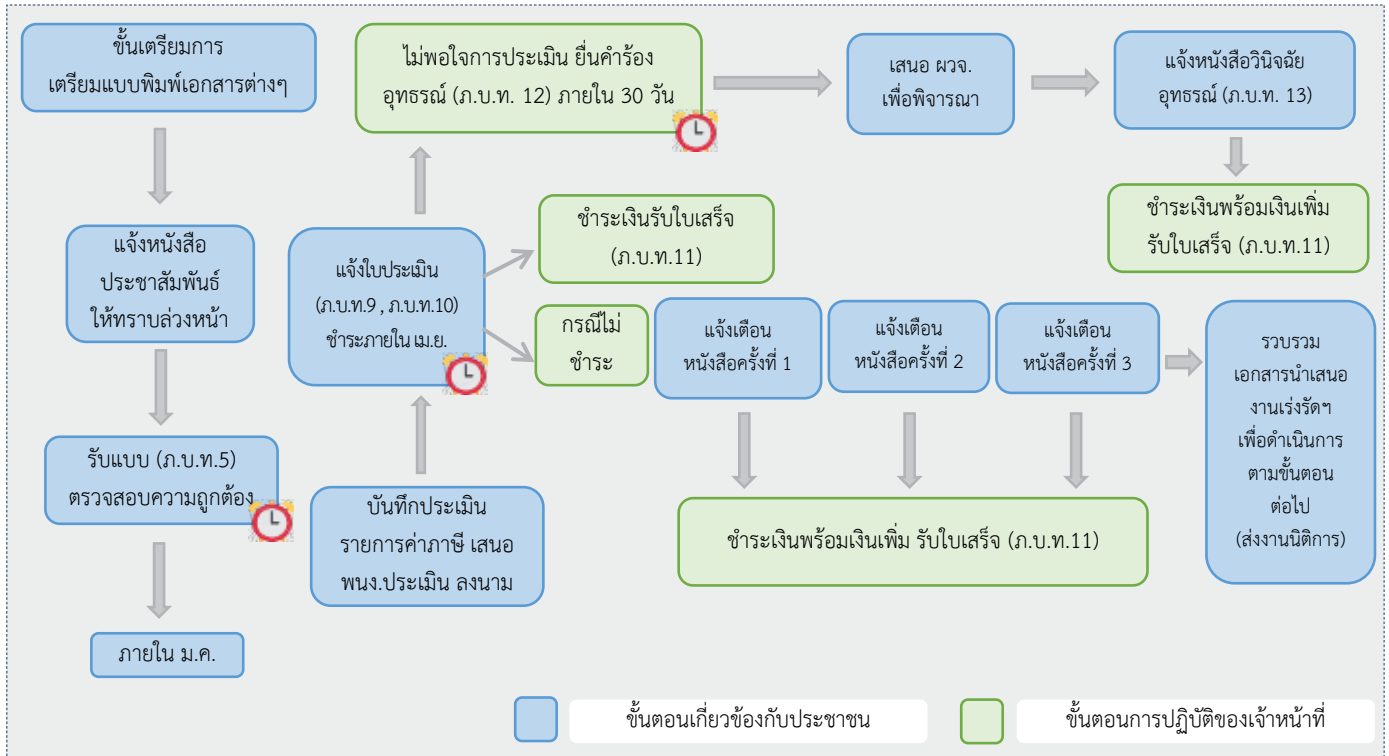 ขั้นเตรียมการ
เตรียมแบบพิมพ์เอกสารต่างๆ
แจ้งหนังสือ
ประชาสัมพันธ์
ให้ทราบล่วงหน้า
รับแบบ (ภ.บ.ท.5)
ตรวจสอบความถูกต้อง
ภายใน ม.ค.
บันทึกประเมิน
รายการค่าภาษี เสนอ
พนง.ประเมิน ลงนาม
แจ้งใบประเมิน
(ภ.บ.ท.9 , ภ.บ.ท.10)
ชำระภายใน เม.ย.
ไม่พอใจการประเมิน ยื่นคำร้อง
อุทธรณ์ (ภ.บ.ท. 12) ภายใน 30 วัน
เสนอ ผวจ.
เพื่อพิจารณา
แจ้งหนังสือวินิจฉัย
อุทธรณ์ (ภ.บ.ท. 13)
ชำระเงินพร้อมเงินเพิ่ม
รับใบเสร็จ (ภ.บ.ท.11)
ชำระเงินรับใบเสร็จ
(ภ.บ.ท.11)
กรณีไม่
ชำระ
แจ้งเตือน
หนังสือครั้งที่ 1
แจ้งเตือน
หนังสือครั้งที่ 2
แจ้งเตือน
หนังสือครั้งที่ 3
รวบรวม
เอกสารนำเสนอ
งานเร่งรัดฯ
เพื่อดำเนินการ
ตามขั้นตอน
ต่อไป
(ส่งงานนิติการ)
ชำระเงินพร้อมเงินเพิ่ม รับใบเสร็จ (ภ.บ.ท.11)
ขั้นตอนเกี่ยวข้องกับประชาชน
ขั้นตอนการปฏิบัติของเจ้าหน้าที่